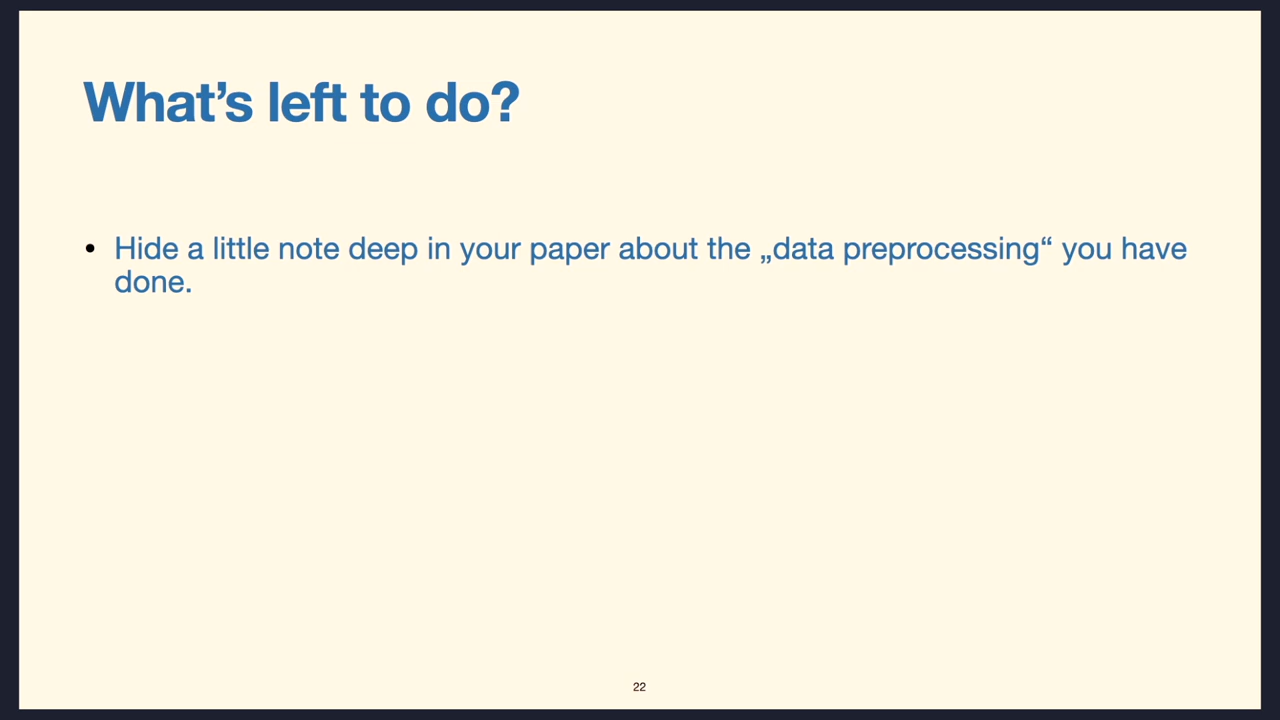 What’s left to do?
• Hide a little note deep in your paper about the „data preprocessing“ you have
done.
22